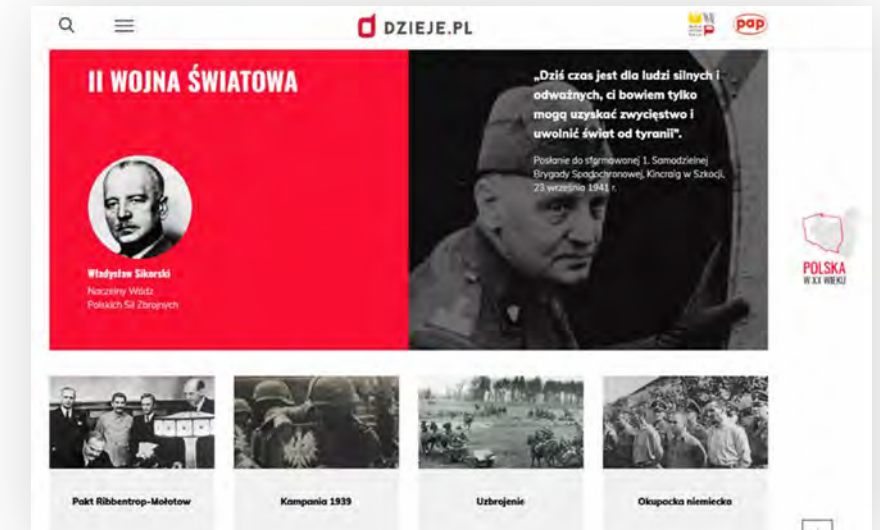 DZIEJE.PL
pap
II WOJNA ŚWIATOWA
„Dziś czas jest dla ludzi silnych i
odważnych, ci bowiem tylko
mogą uzyskać zwycięstwo i
uwolnić świat od tyranii".
Posłanie do sformowanej 1. Samodzielnej
Brygady Spadochronowej, Kincraig w Szkocji,
23 września 1941 r.
Władysław Sikorski
Naczelny Wódz
Polskich Sił Zbrojnych
POLSKA
W XX WIEKU
Pakt Ribbentrop-Mołotow
Kampania 1939
Uzbrojenie
Okupacka niemiecka